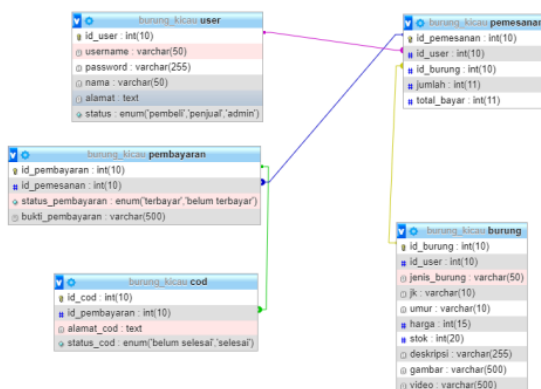 burung_kicau user
id_user : int(10)
username : varchar(50)
password : varchar(255)
nama : varchar(50)
alamat : text
status : enum('pembeli','penjual','admin')
burung_kicau pemesanan
id_pemesanan : int(10)
id_user : int(10)
id_burung : int(10)
jumlah : int(11)
total_bayar : int(11)
burung_kicau pembayaran
id_pembayaran : int(10)
id_pemesanan : int(10)
status_pembayaran : enum('terbayar','belum terbayar')
bukti_pembayaran : varchar(500)
burung_kicau cod
id_cod : int(10)
id_pembayaran : int(10)
alamat_cod : text
status_cod : enum('belum selesai','selesai')
burung_kicau burung
id_burung : int(10)
id_user : int(10)
jenis_burung : varchar(50)
jk : varchar(10)
umur : varchar(10)
harga : int(15)
stok : int(20)
deskripsi : varchar(255)
gambar : varchar(500)
video : varchar(500)